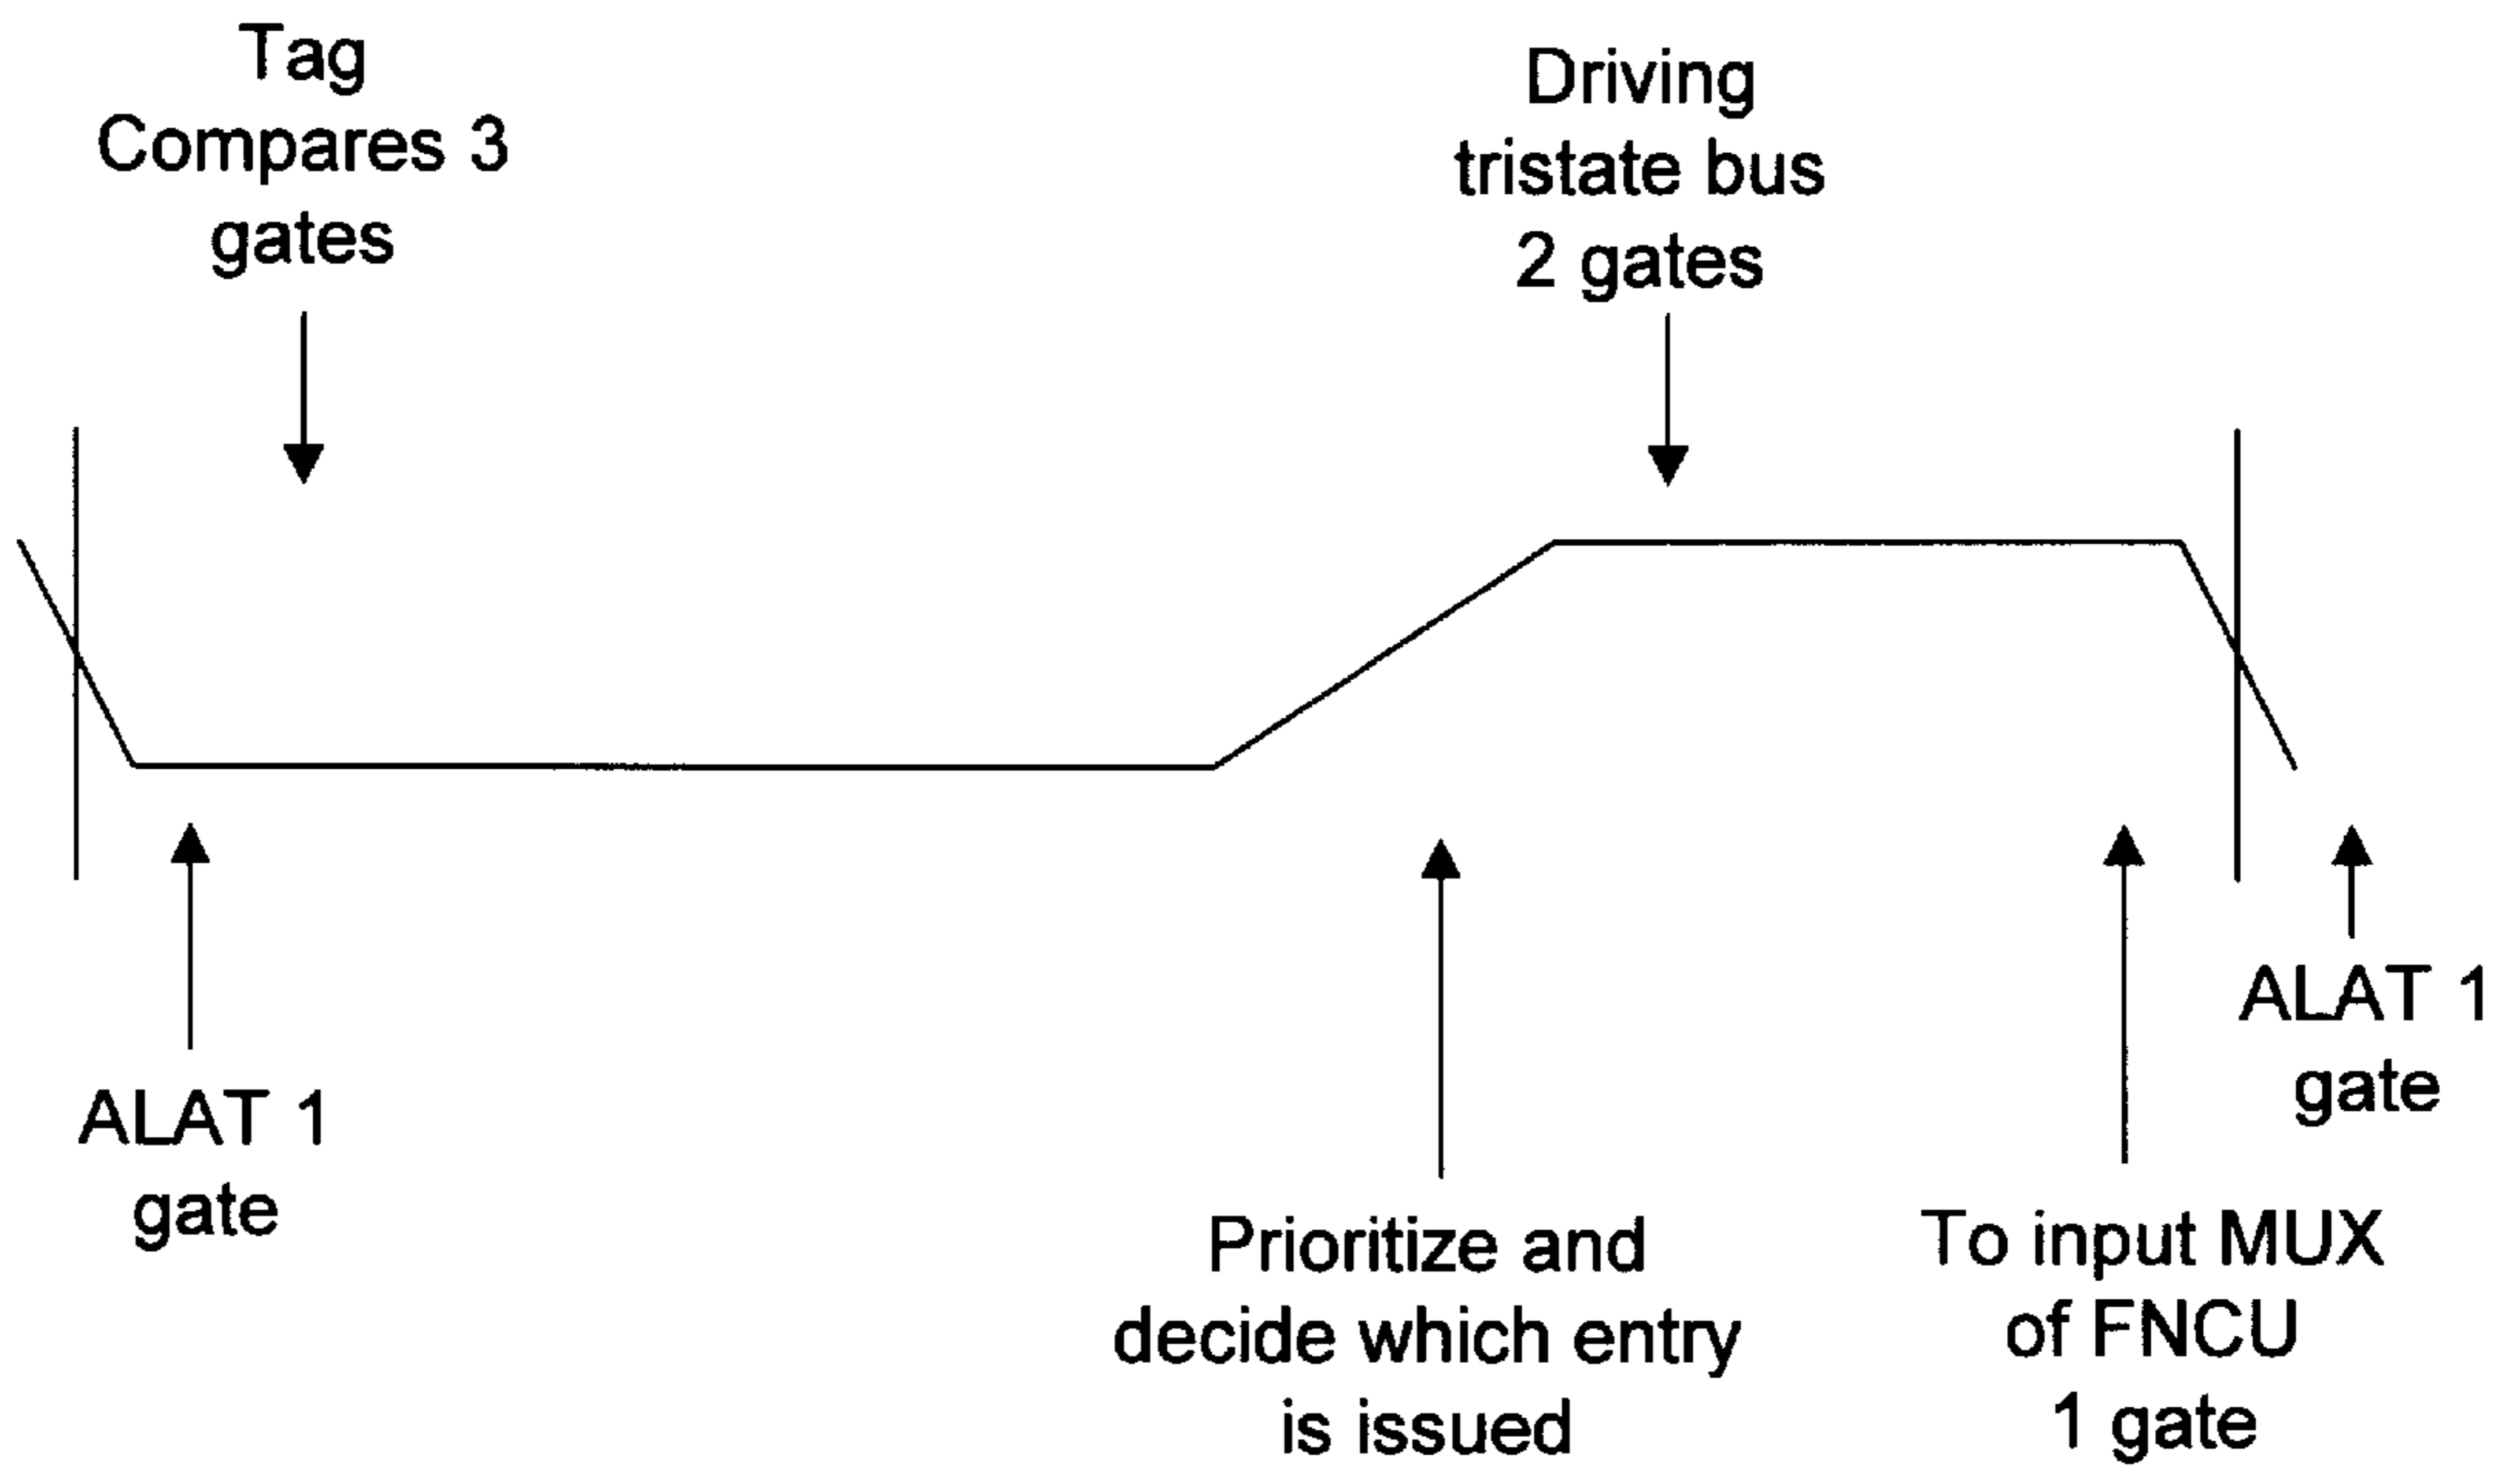 Tag
Compares 3
gates
Driving
tristate bus
2 gates
ALAT 1
gate
Prioritize and
decide which entry
is issued
To input MUX
of FNCU
1 gate
ALAT 1
gate